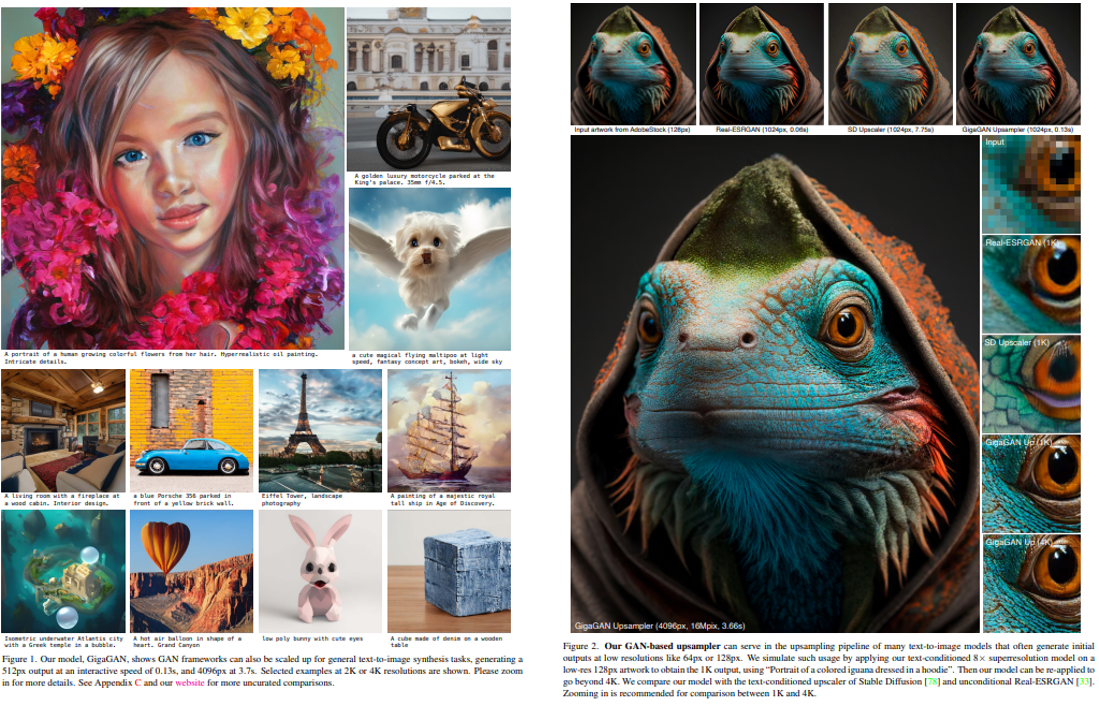 A golden luxury motorcycle parked at the
King's palace. 35mm f/4.5.
A portrait of a human growing colorful flowers from her hair. Hyperrealistic oil painting.
Intricate details.
a cute magical flying maltipoo at light
speed, fantasy concept art, bokeh, wide sky
A living room with a fireplace at
a wood cabin. Interior design.
a blue Porsche 356 parked in
front of a yellow brick wall.
Eiffel Tower, landscape
photography
A painting of a majestic royal
tall ship in Age of Discovery.
Isometric underwater Atlantis city
with a Greek temple in a bubble.
A hot air balloon in shape of a
heart. Grand Canyon
low poly bunny with cute eyes
A cube made of denim on a wooden
table
Figure 1. Our model, GigaGAN, shows GAN frameworks can also be scaled up for general text-to-image synthesis tasks, generating a
512px output at an interactive speed of 0.13s, and 4096px at 3.7s. Selected examples at 2K or 4K resolutions are shown. Please zoom
in for more details. See Appendix C and our website for more uncurated comparisons.
Input artwork from AdobeStock (128px)
Real-ESRGAN (1024px, 0.06s)
SD Upscaler (1024px, 7.75s)
GigaGAN Upsampler (1024px, 0.13s)
Input
Real-ESRGAN (1K)
SD Upscaler (1K)
GigaGAN Up (1K)
GigaGAN Up (4K)
GigaGAN Upsampler (4096px, 16Mpix, 3.66s)
Figure 2. Our GAN-based upsampler can serve in the upsampling pipeline of many text-to-image models that often generate initial
outputs at low resolutions like 64px or 128px. We simulate such usage by applying our text-conditioned 8× superresolution model on a
low-res 128px artwork to obtain the 1K output, using “Portrait of a colored iguana dressed in a hoodie”. Then our model can be re-applied to
go beyond 4K. We compare our model with the text-conditioned upscaler of Stable Diffusion [78] and unconditional Real-ESRGAN [33].
Zooming in is recommended for comparison between 1K and 4K.